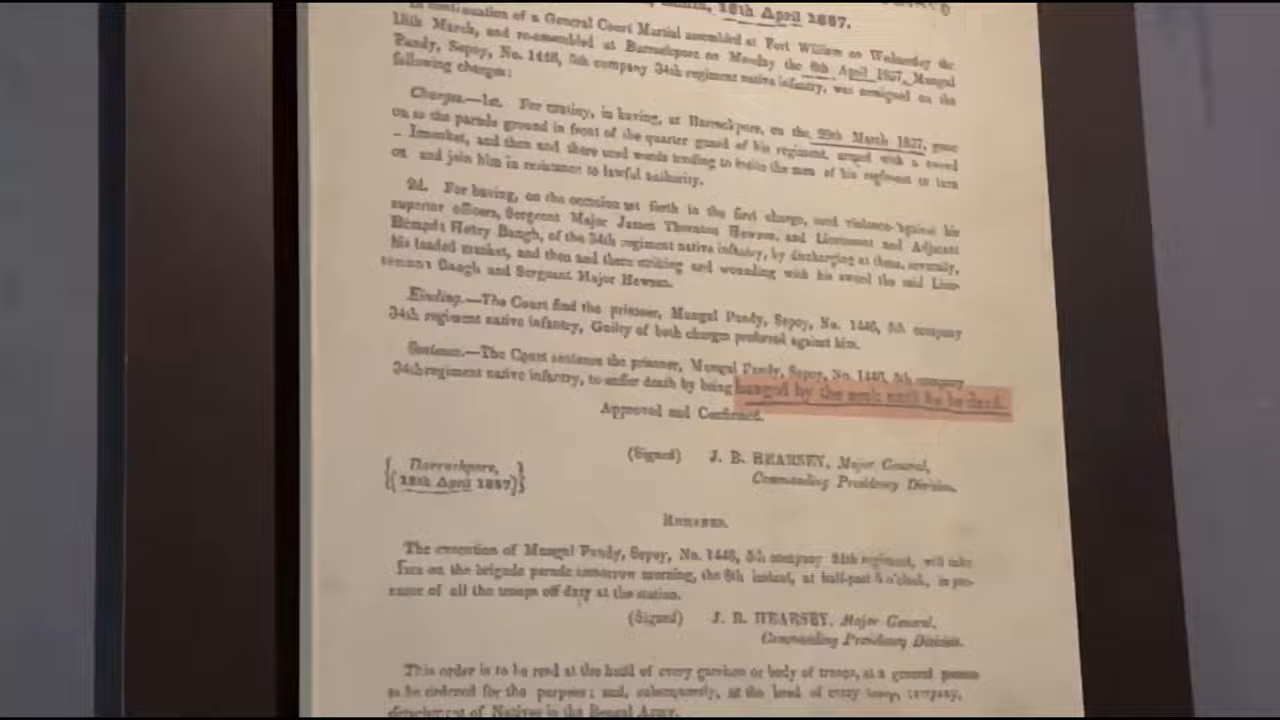 18th April 1857.
In continuation of a General Court Martial assembled at Fort William on Wednesday the
18th March, and re-assembled at Barrackpore on Monday the 6th April 1857, Mungal
Pandy, Sepoy, No. 1446, 5th company 34th regiment native infantry, was arraigned on the
following charges:
Charges.—1st. For mutiny, in having, at Barrackpore, on the 29th March 1857, gone
on to the parade ground in front of the quarter guard of his regiment, armed with a sword
and then and there used words tending to incite the men of his regiment to turn
and join him in resistance to lawful authority.
2d. For having, on the occasion set forth in the first charge, used violence against his
superior officers, Sergeant Major James Thornton Hewson, and Lieutenant and Adjutant
Henry Baugh, of the 34th regiment native infantry, by discharging at them, severally,
his loaded musket, and then and there striking and wounding with his sword the said Lieu-
tenant Baugh and Sergeant Major Hewson.
Finding.—The Court find the prisoner, Mungul Pundy, Sepoy, No. 1446, 5th company
34th regiment native infantry, Guilty of both charges preferred against him.
Sentence.—The Court sentence the prisoner, Mungul Pundy, Sepoy, No. 1446, 5th company
34th regiment native infantry, to suffer death by being hanged by the neck until he be dead.
Approved and Confirmed.
(Signed) J. B. HEARSEY, Major General,
Commanding Presidency Division.
Barrackpore,
18th April 1857
REMARKS.
The execution of Mungul Pundy, Sepoy, No. 1446, 5th company 34th regiment, will take
on the brigade parade tomorrow morning, the 8th instant, at half-past 5 o'clock, in pre-
sence of all the troops off duty at the station.
(Signed) J. B. HEARSEY, Major General,
Commanding Presidency Division.
This order is to be read at the head of every garrison or body of troops, at a general parade
to be ordered for the purpose; and, subsequently, at the head of every troop, company,
detachment of Natives in the Bengal Army.